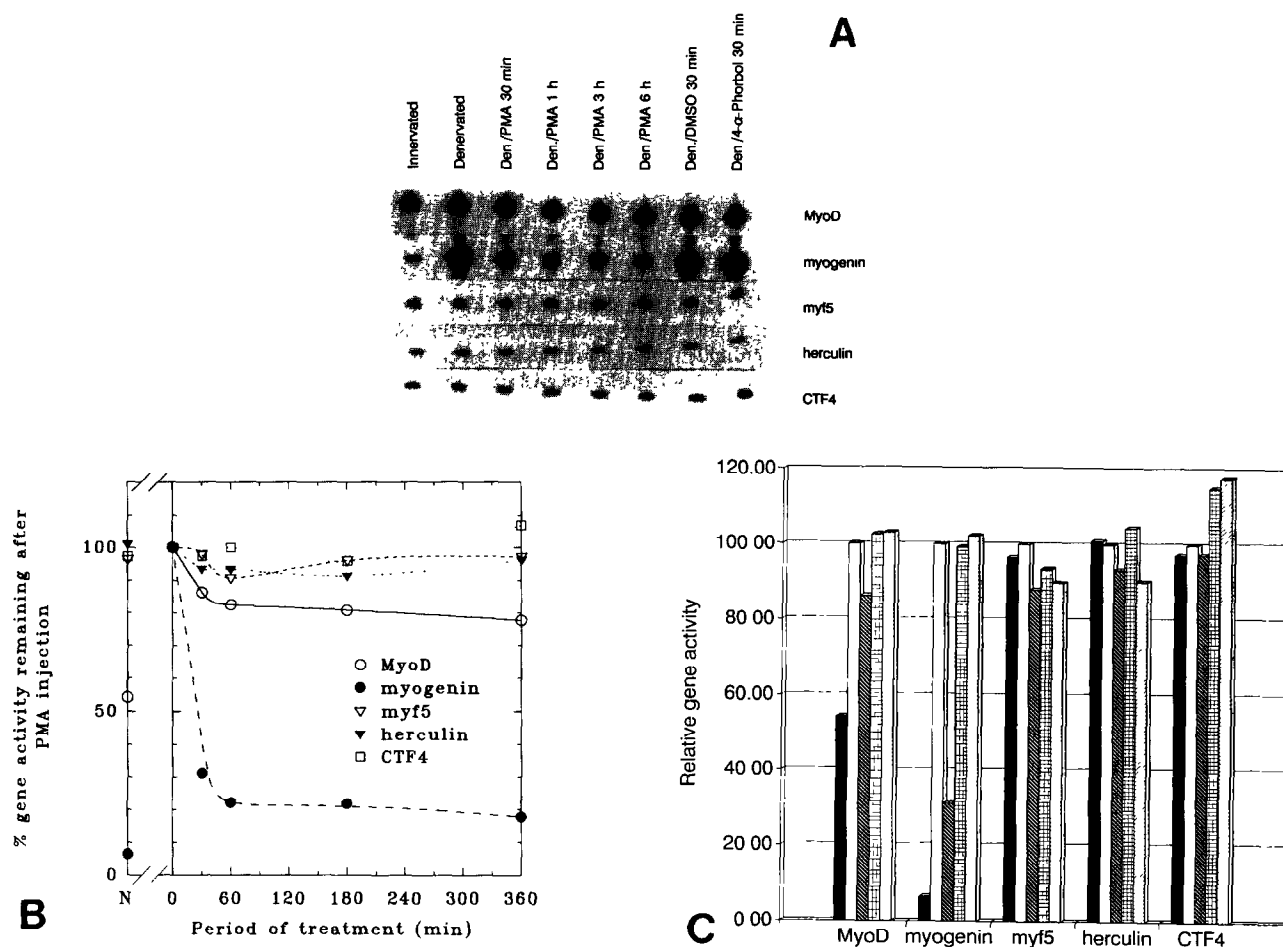 A
Innervated
Denervated
Den /PMA 30 min
Den./PMA 1 h
Den /PMA 3 h
Den /PMA 6 h
Den./DMSO 30 min
Den /4-α-Phorbol 30 min
MyoD
myogenin
myf5
herculin
CTF4
B
% gene activity remaining after
PMA injection
100
50
0
MyoD
myogenin
myf5
herculin
CTF4
N 0 60 120 180 240 300 360
Period of treatment (min)
C
Relative gene activity
120.00
100 00
80 00
60 00
40 00
20 00
0 00
MyoD myogenin myf5 herculin CTF4